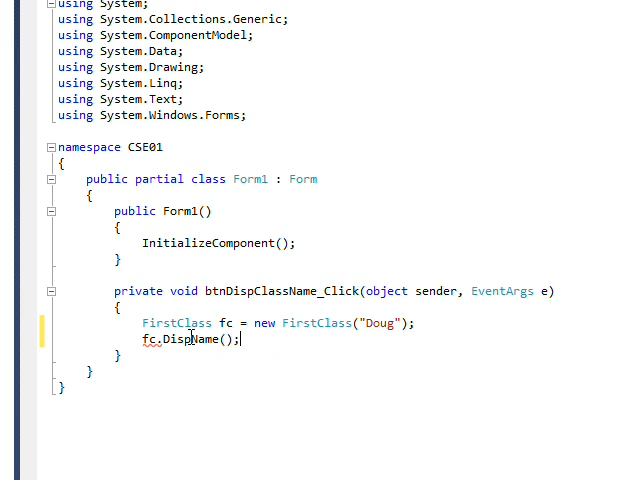 using System;
using System.Collections.Generic;
using System.ComponentModel;
using System.Data;
using System.Drawing;
using System.Linq;
using System.Text;
using System.Windows.Forms;
namespace CSE01
{
public partial class Form1 : Form
{
public Form1()
{
InitializeComponent();
}
private void btnDispClassName_Click(object sender, EventArgs e)
{
FirstClass fc = new FirstClass("Doug");
fc.DispName();
}
}
}